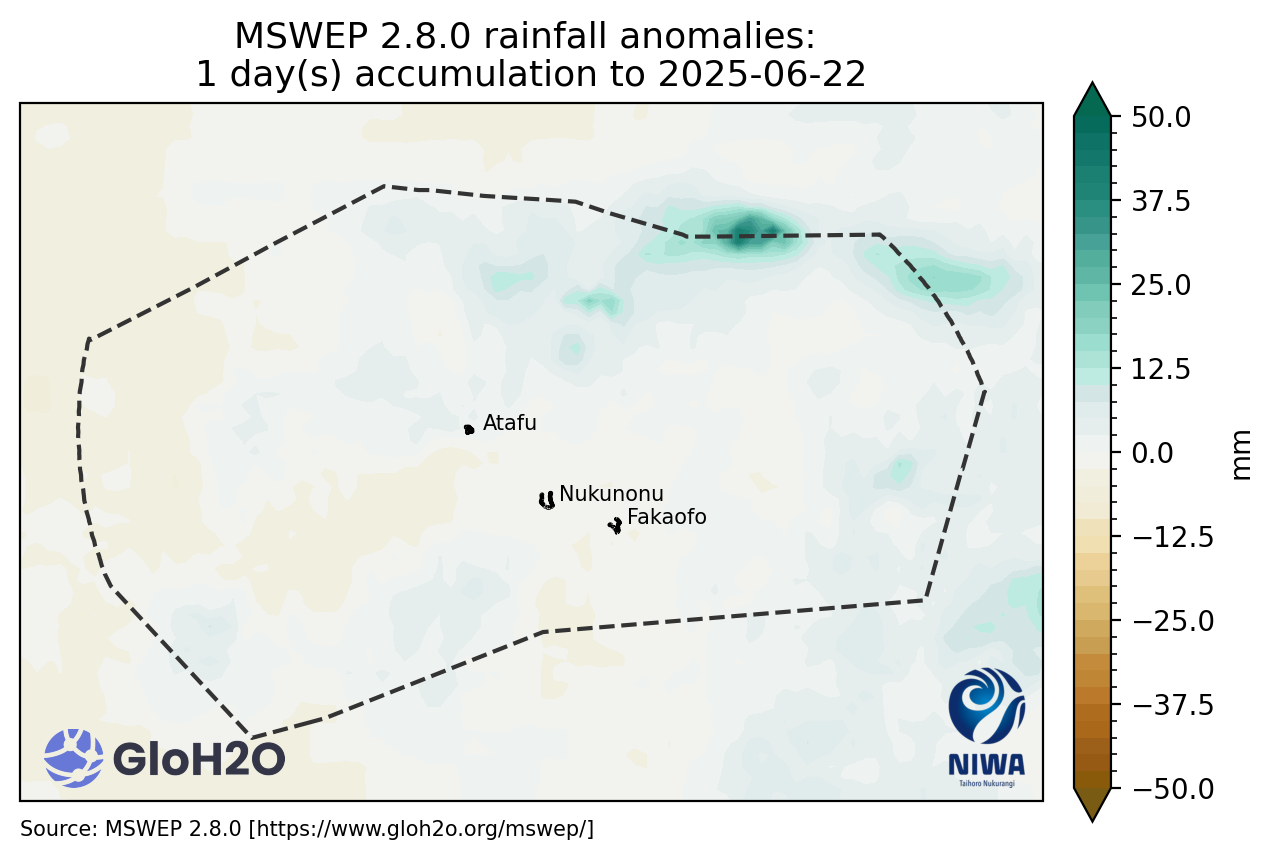 MSWEP 2.8.0 rainfall anomalies:
1 day(s) accumulation to 2025-06-22
50.0
37.5
25.0
12.5
0.0
−12.5
−25.0
−37.5
−50.0
mm
Atafu
Nukunonu
Fakaofo
GloH2O
NIWA
Taihoro Nukurangi
Source: MSWEP 2.8.0 [https://www.gloh2o.org/mswep/]